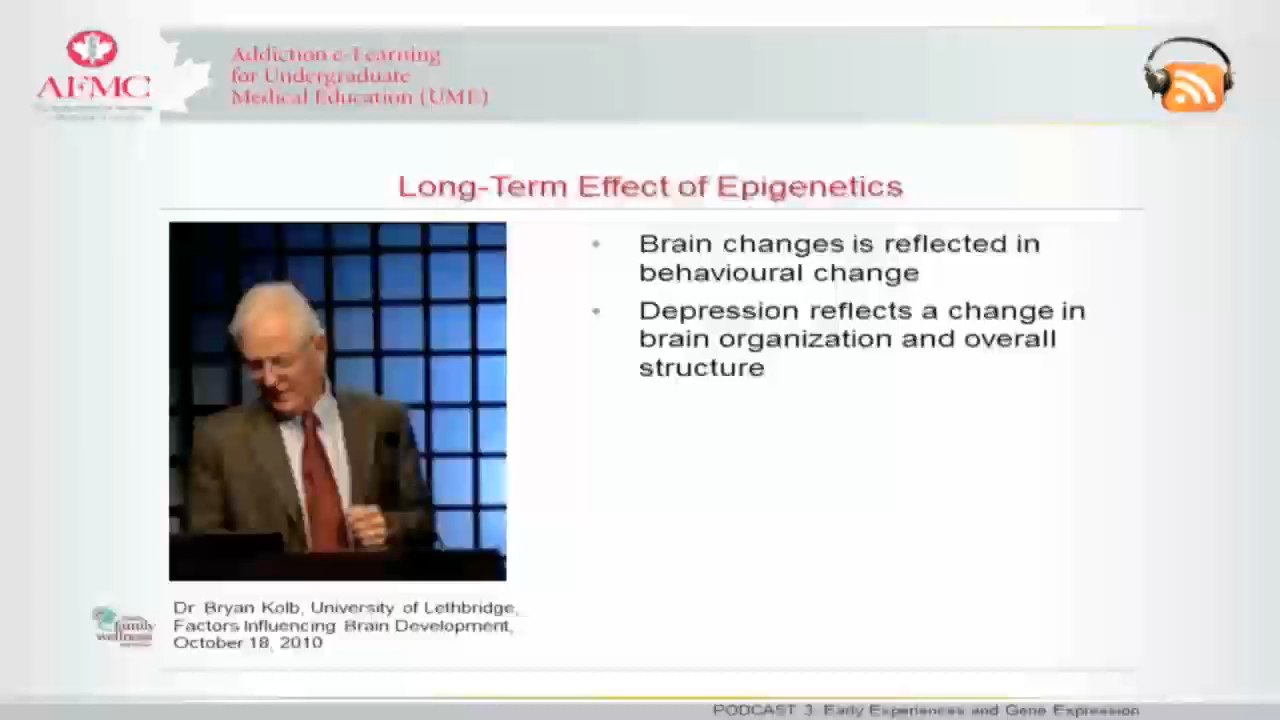 AFMC
Addiction e-Learning
for Undergraduate
Medical Education (UME)
Long-Term Effect of Epigenetics
• Brain changes is reflected in
behavioural change
• Depression reflects a change in
brain organization and overall
structure
family
wellness
Dr. Bryan Kolb, University of Lethbridge,
Factors Influencing Brain Development,
October 18, 2010
PODCAST 3: Early Experiences and Gene Expression